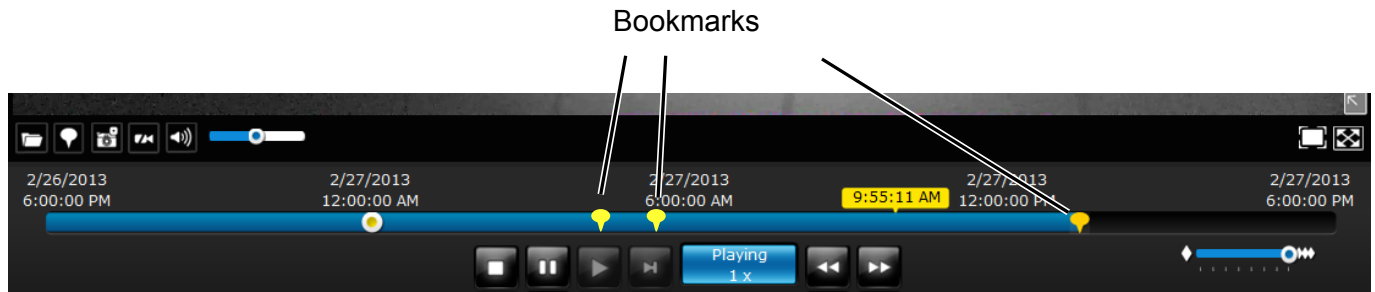 Bookmarks
2/26/2013
6:00:00 PM
2/27/2013
12:00:00 AM
2/27/2013
6:00:00 AM
9:55:11 AM
2/27/2013
12:00:00 PM
2/27/2013
6:00:00 PM
Playing
1 x